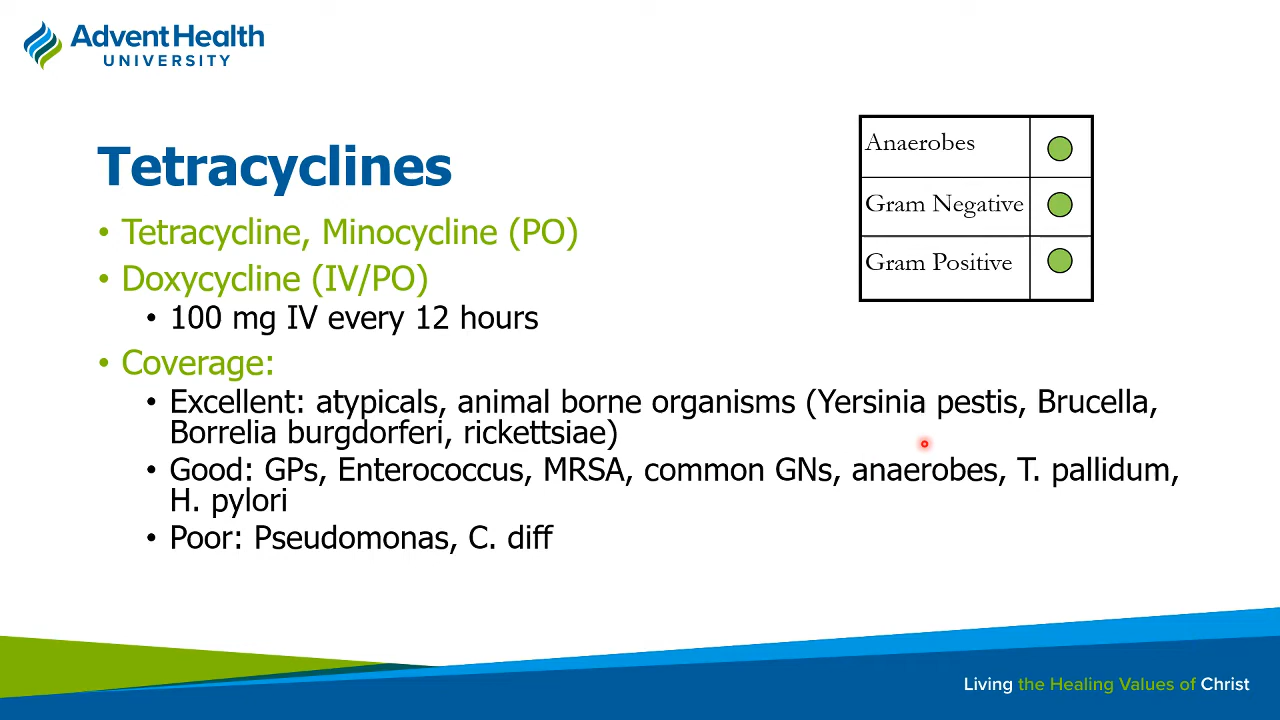 Advent Health
UNIVERSITY
Tetracyclines
• Tetracycline, Minocycline (PO)
• Doxycycline (IV/PO)
• 100 mg IV every 12 hours
• Coverage:
• Excellent: atypicals, animal borne organisms (Yersinia pestis, Brucella,
Borrelia burgdorferi, rickettsiae)
• Good: GPs, Enterococcus, MRSA, common GNs, anaerobes, T. pallidum,
H. pylori
• Poor: Pseudomonas, C. diff
Anaerobes
Gram Negative
Gram Positive
Living the Healing Values of Christ